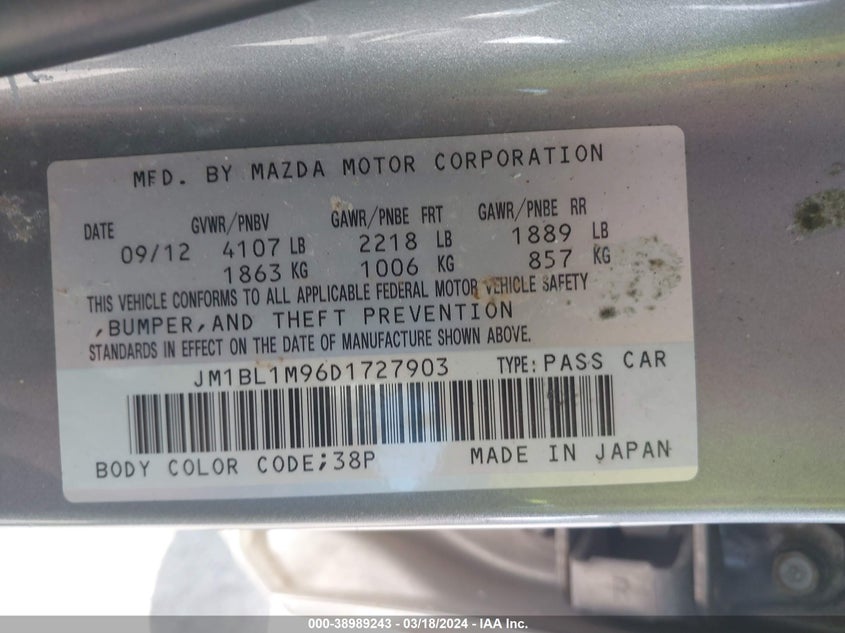 MFD. BY MAZDA MOTOR CORPORATION
DATE GVWR/PNBV GAWR/PNBE FRT GAWR/PNBE RR
09/12 4107 LB 2218 LB 1889 LB
1863 KG 1006 KG 857 KG
THIS VEHICLE CONFORMS TO ALL APPLICABLE FEDERAL MOTOR VEHICLE SAFETY
,BUMPER,AND THEFT PREVENTION
STANDARDS IN EFFECT ON THE DATE OF MANUFACTURE SHOWN ABOVE.
JM1BL1M96D1727903 TYPE: PASS CAR
BODY COLOR CODE;38P MADE IN JAPAN
000-38989243 - 03/18/2024 - IAA Inc.